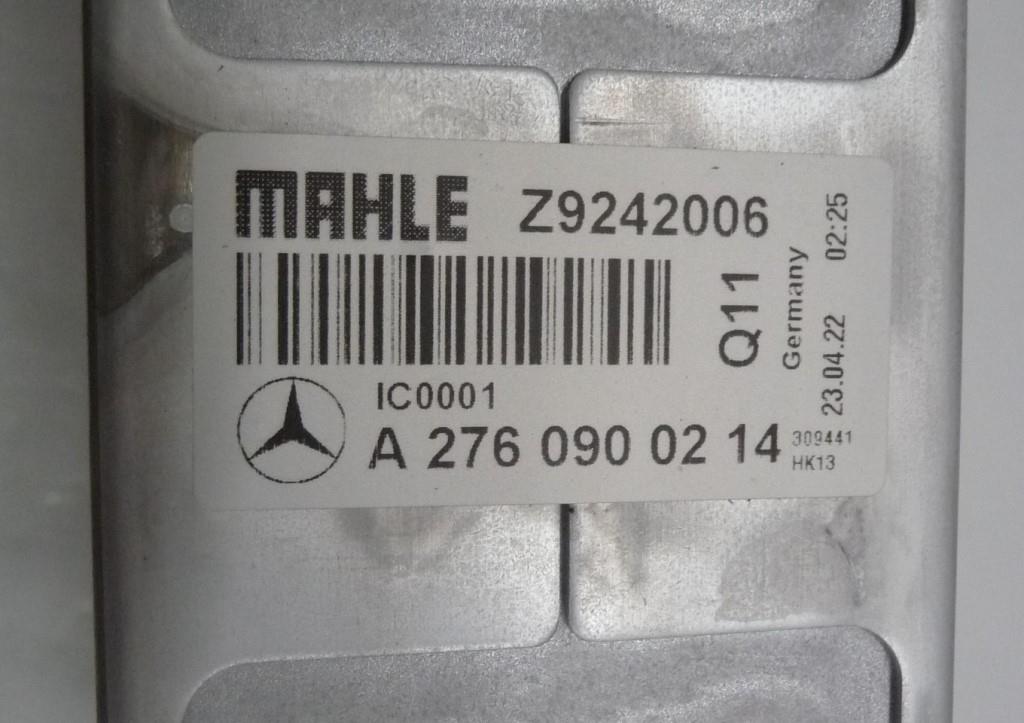 MAHLE Z9242006
Q11
Germany
23.04.22 02:25
IC0001
A 276 090 02 14
309441
HK13